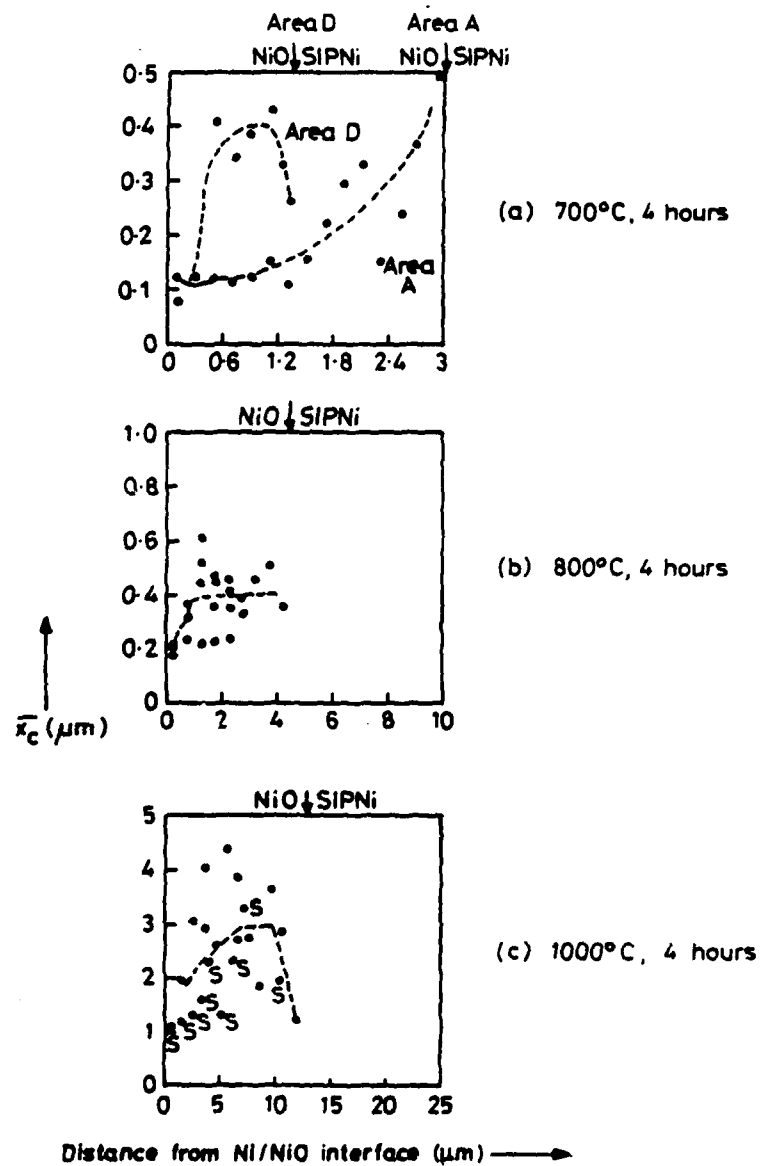 Area D Area A
NiO↓SIPNi NiO↓SIPNi
0·5
0·4
0·3
0·2
0·1
0
Area D
Area
A
0 0·6 1·2 1·8 2·4 3
(a) 700°C, 4 hours
NiO↓SIPNi
1·0
0·8
0·6
0·4
0·2
0
0 2 4 6 8 10
(b) 800°C, 4 hours
x̄c (μm)
NiO↓SIPNi
5
4
3
2
1
0
S
S S
S
S
S S
S
S
0 5 10 15 20 25
(c) 1000°C, 4 hours
Distance from Ni/NiO interface (μm)